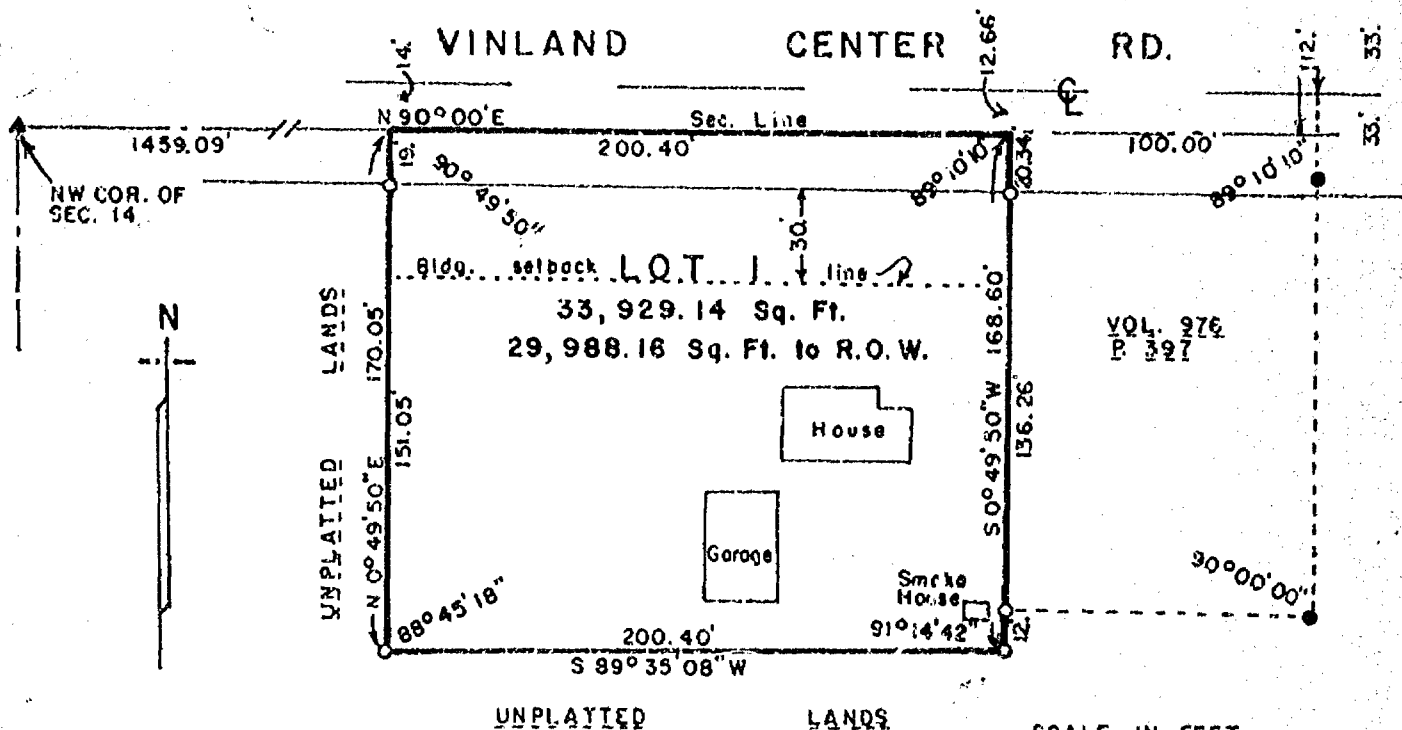 VINLAND CENTER RD.
14.'
12.66'
112.'
33.'
33.'
N 90°00'E
Sec. Line
1459.09'
200.40'
100.00'
NW COR. OF
SEC. 14
19.'
90°49'50"
89°10'10"
20.34'
89°10'10"
30.'
Bldg. setback line
LOT 1
33,929.14 Sq. Ft.
29,988.16 Sq. Ft. to R.O.W.
N
UNPLATTED LANDS
170.05'
151.05'
N 0°49'50"E
168.60'
136.26'
S 0°49'50"W
VOL. 976
P. 397
House
Garage
Smoke
House
90°00'00"
88°45'18"
200.40'
91°14'42"
12.'
S 89°35'08"W
UNPLATTED LANDS
SCALE IN FEET